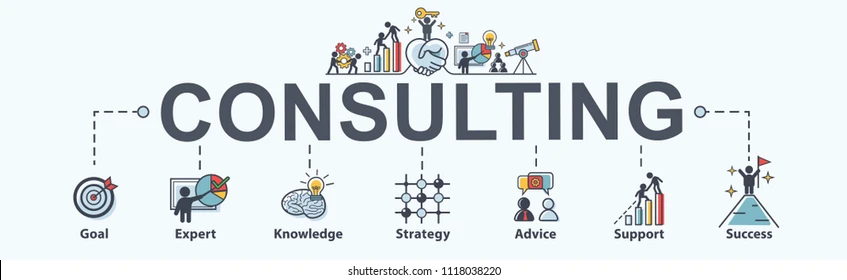 CONSULTING
Goal
Expert
Knowledge
Strategy
Advice
Support
Success
shutterstock.com · 1118038220